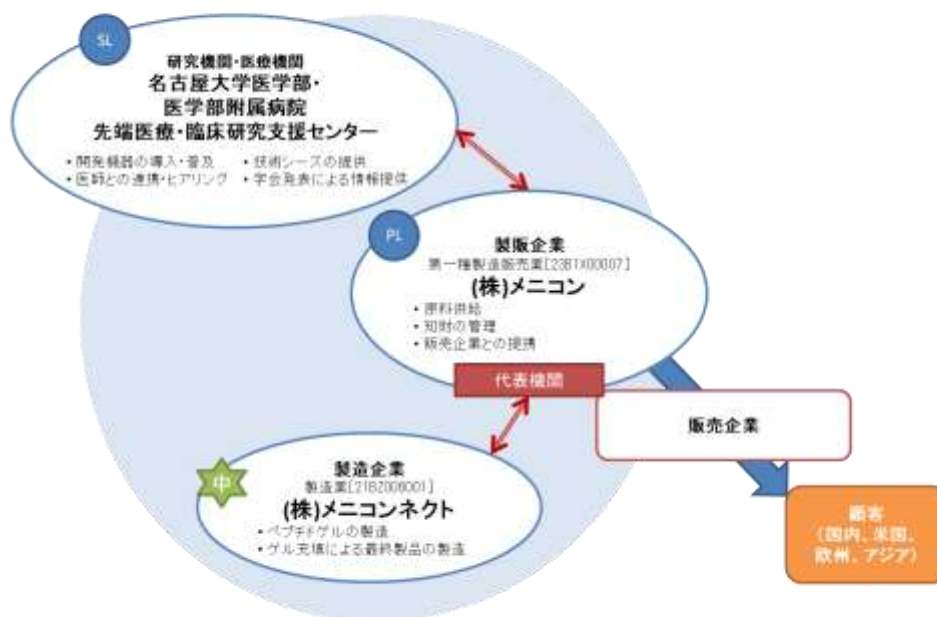 SL
研究機関・医療機関
名古屋大学医学部・
医学部附属病院
先端医療・臨床研究支援センター
• 開発機器の導入・普及 • 技術シーズの提供
• 医師との連携・ヒアリング • 学会発表による情報提供
PL
製販企業
第一種製造販売業[23B1X00007]
(株)メニコン
• 原料供給
• 知財の管理
• 販売企業との提携
代表機関
販売企業
中
製造企業
製造業[21BZ006001]
(株)メニコンネクト
• ペプチドゲルの製造
• ゲル充填による最終製品の製造
顧客
(国内、米国、
欧州、アジア)